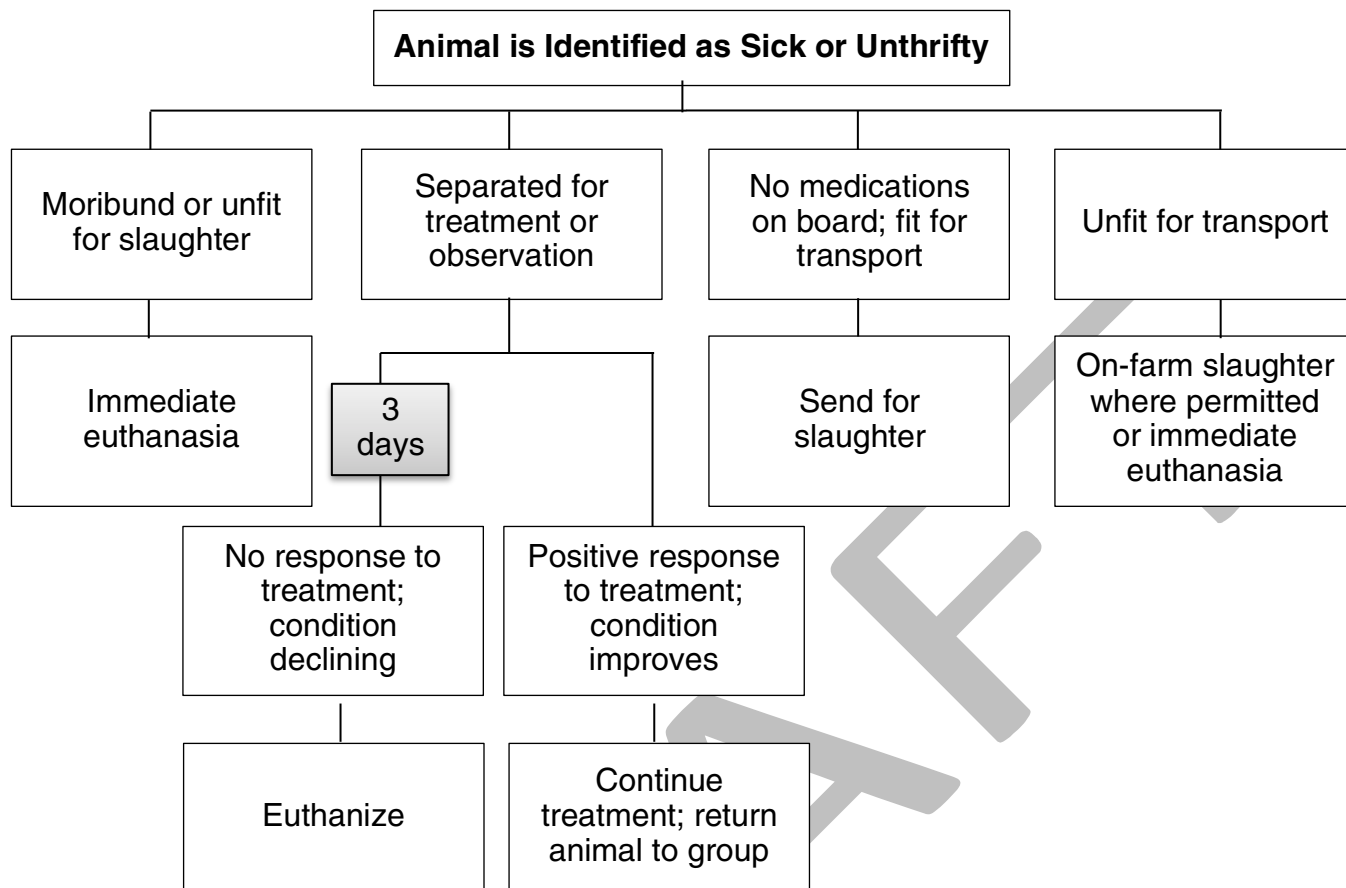 Animal is Identified as Sick or Unthrifty
Moribund or unfit
for slaughter
Separated for
treatment or
observation
No medications
on board; fit for
transport
Unfit for transport
Immediate
euthanasia
3
days
Send for
slaughter
On-farm slaughter
where permitted
or immediate
euthanasia
No response to
treatment;
condition
declining
Positive response
to treatment;
condition
improves
Euthanize
Continue
treatment; return
animal to group